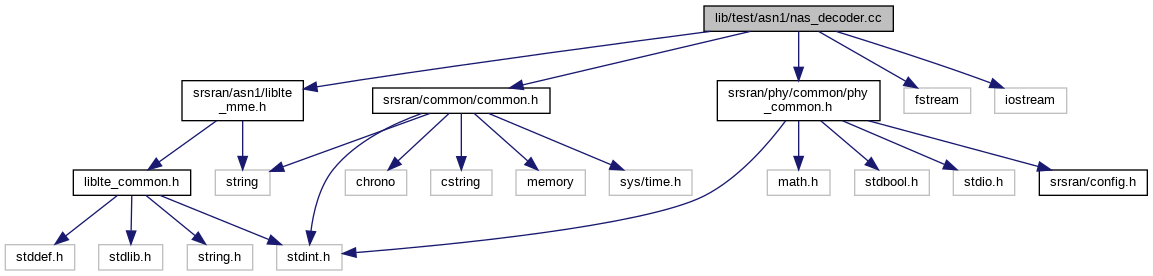 lib/test/asn1/nas_decoder.cc
srsran/asn1/liblte
_mme.h
srsran/common/common.h
srsran/phy/common/phy
_common.h
fstream
iostream
liblte_common.h
string
chrono
cstring
memory
sys/time.h
math.h
stdbool.h
stdio.h
srsran/config.h
stddef.h
stdlib.h
string.h
stdint.h